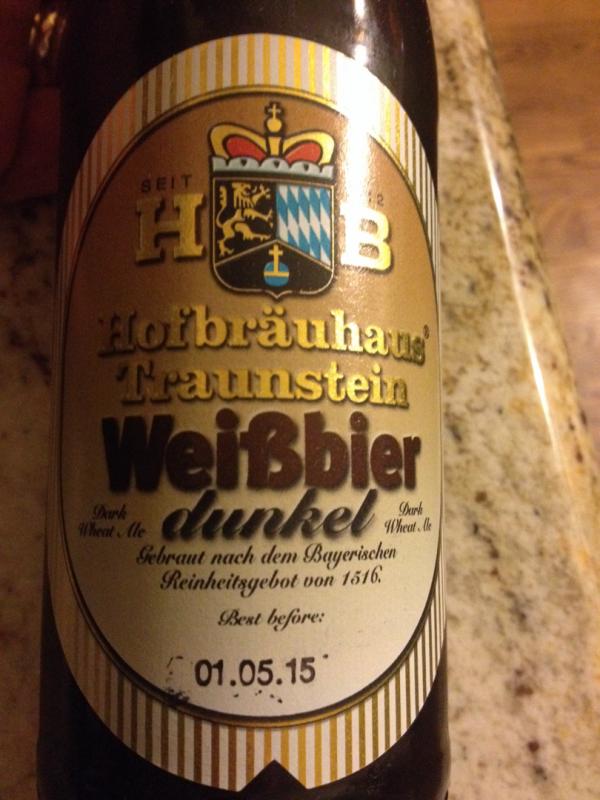 SEIT
H B
Hofbräuhaus®
Traunstein
Weißbier
dunkel
Dark
Wheat Ale
Dark
Wheat Ale
Gebraut nach dem Bayerischen
Reinheitsgebot von 1516.
Best before:
01.05.15